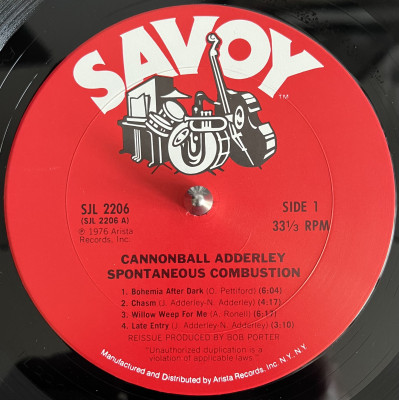 SAVOY
TM
SJL 2206
(SJL 2206 A)
℗ 1976 Arista
Records, Inc.
SIDE 1
33⅓ RPM
CANNONBALL ADDERLEY
SPONTANEOUS COMBUSTION
1. Bohemia After Dark (O. Pettiford) (6:04)
2. Chasm (J. Adderley-N. Adderley) (4:17)
3. Willow Weep For Me (A. Ronell) (6:17)
4. Late Entry (J. Adderley-N. Adderley) (3:10)
REISSUE PRODUCED BY BOB PORTER
"Unauthorized duplication is a
violation of applicable laws."
Manufactured and Distributed by Arista Records, Inc. N.Y. N.Y.